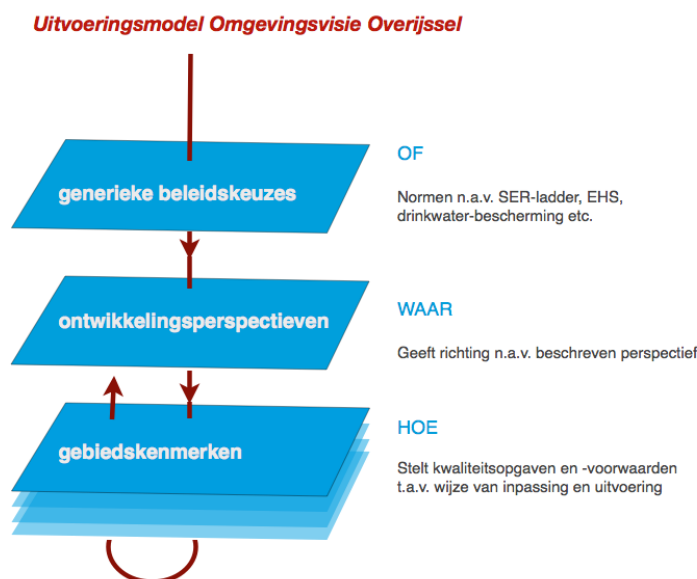 Uitvoeringsmodel Omgevingsvisie Overijssel
generieke beleidskeuzes
OF
Normen n.a.v. SER-ladder, EHS,
drinkwater-bescherming etc.
ontwikkelingsperspectieven
WAAR
Geeft richting n.a.v. beschreven perspectief
gebiedskenmerken
HOE
Stelt kwaliteitsopgaven en -voorwaarden
t.a.v. wijze van inpassing en uitvoering